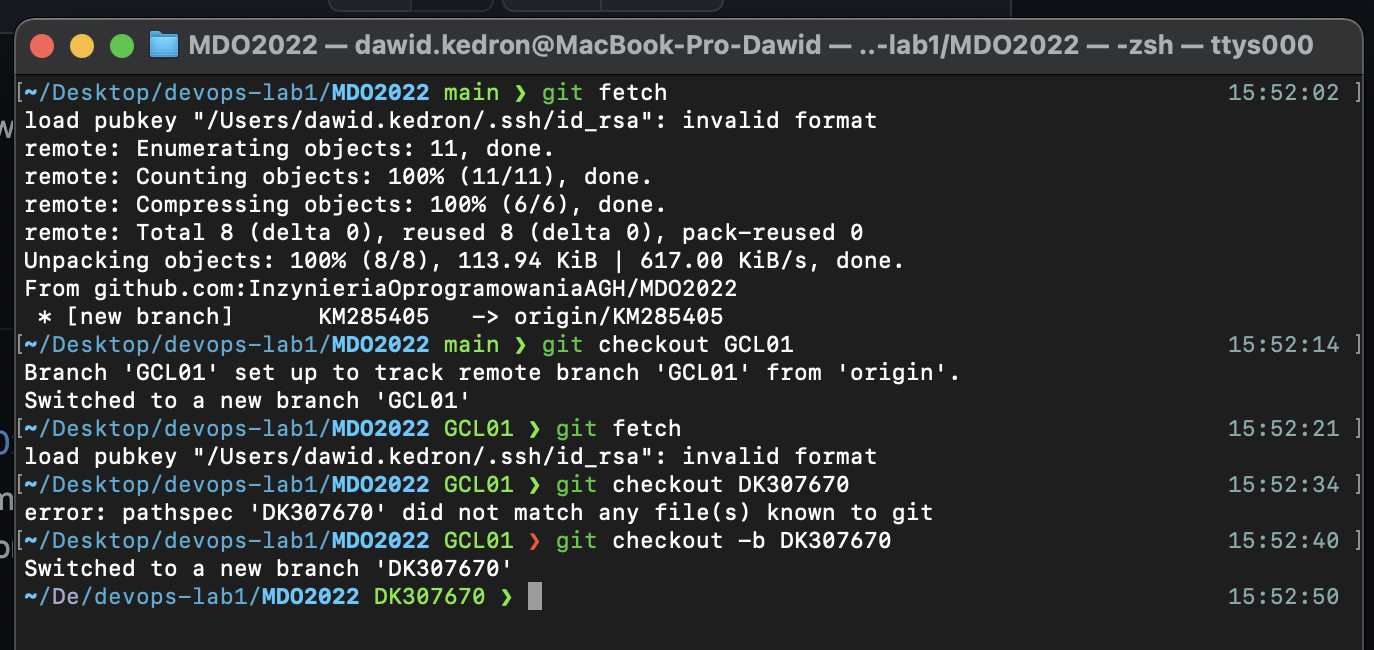 MDO2022 — dawid.kedron@MacBook-Pro-Dawid — ..-lab1/MDO2022 — -zsh — ttys000
[~/Desktop/devops-lab1/MDO2022 main ❯ git fetch 15:52:02 ]
load pubkey "/Users/dawid.kedron/.ssh/id_rsa": invalid format
remote: Enumerating objects: 11, done.
remote: Counting objects: 100% (11/11), done.
remote: Compressing objects: 100% (6/6), done.
remote: Total 8 (delta 0), reused 8 (delta 0), pack-reused 0
Unpacking objects: 100% (8/8), 113.94 KiB | 617.00 KiB/s, done.
From github.com:InzynieriaOprogramowaniaAGH/MDO2022
 * [new branch]      KM285405   -> origin/KM285405
[~/Desktop/devops-lab1/MDO2022 main ❯ git checkout GCL01 15:52:14 ]
Branch 'GCL01' set up to track remote branch 'GCL01' from 'origin'.
Switched to a new branch 'GCL01'
[~/Desktop/devops-lab1/MDO2022 GCL01 ❯ git fetch 15:52:21 ]
load pubkey "/Users/dawid.kedron/.ssh/id_rsa": invalid format
[~/Desktop/devops-lab1/MDO2022 GCL01 ❯ git checkout DK307670 15:52:34 ]
error: pathspec 'DK307670' did not match any file(s) known to git
[~/Desktop/devops-lab1/MDO2022 GCL01 ❯ git checkout -b DK307670 15:52:40 ]
Switched to a new branch 'DK307670'
~/De/devops-lab1/MDO2022 DK307670 ❯ 15:52:50